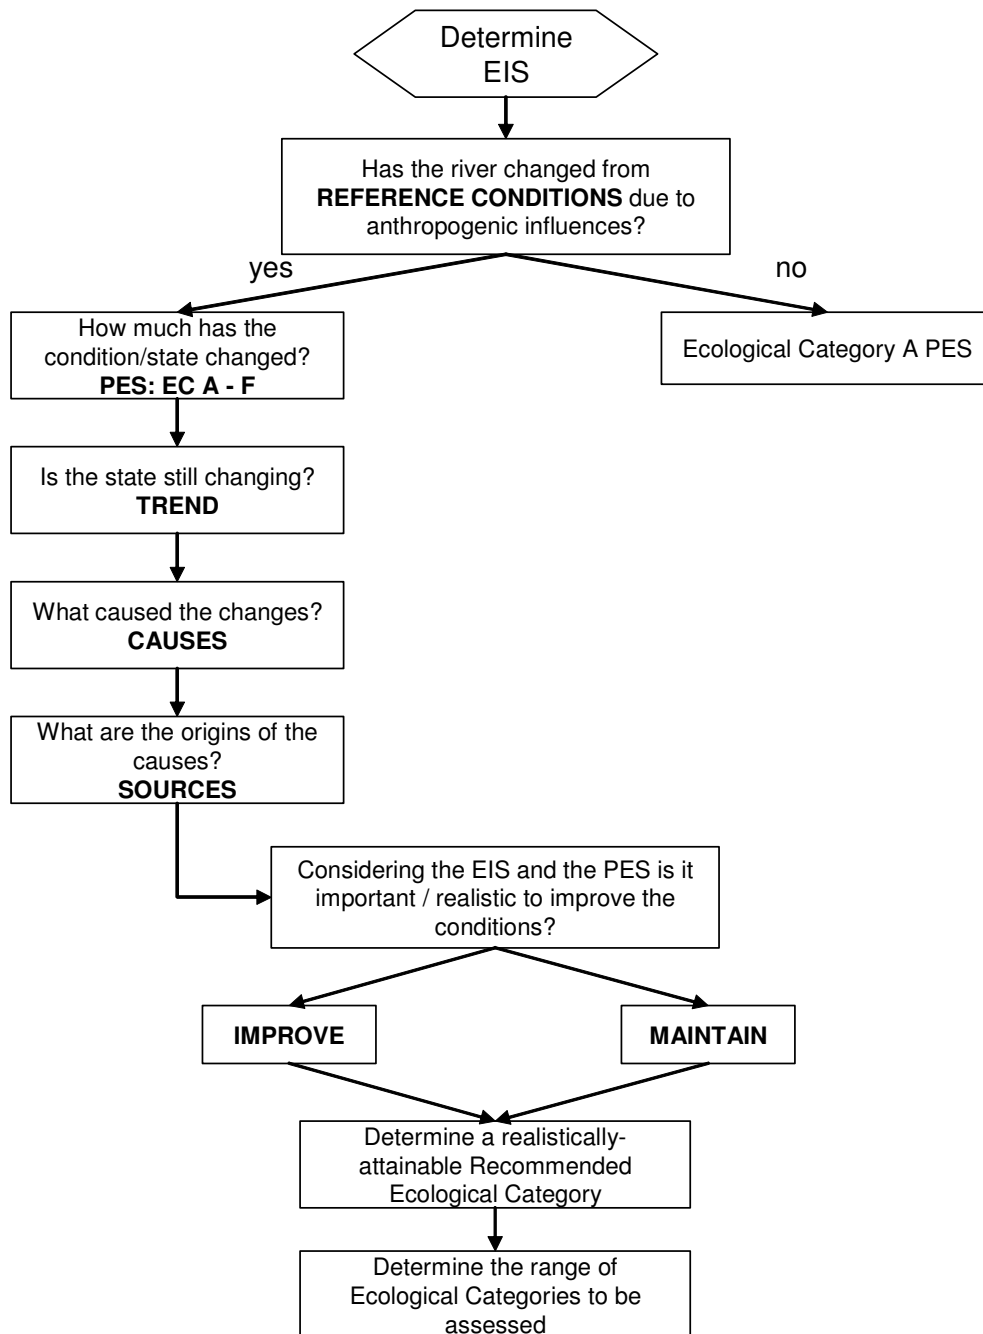 Determine
EIS
Has the river changed from
REFERENCE CONDITIONS due to
anthropogenic influences?
yes
no
How much has the
condition/state changed?
PES: EC A - F
Ecological Category A PES
Is the state still changing?
TREND
What caused the changes?
CAUSES
What are the origins of the
causes?
SOURCES
Considering the EIS and the PES is it
important / realistic to improve the
conditions?
IMPROVE
MAINTAIN
Determine a realistically-
attainable Recommended
Ecological Category
Determine the range of
Ecological Categories to be
assessed